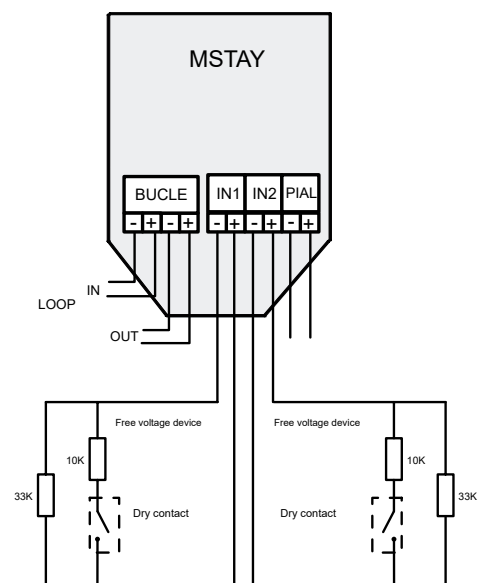 MSTAY
BUCLE IN1 IN2 PIAL
- + - + - + - + - +
IN
LOOP
OUT
Free voltage device Free voltage device
10K 10K
33K 33K
Dry contact Dry contact